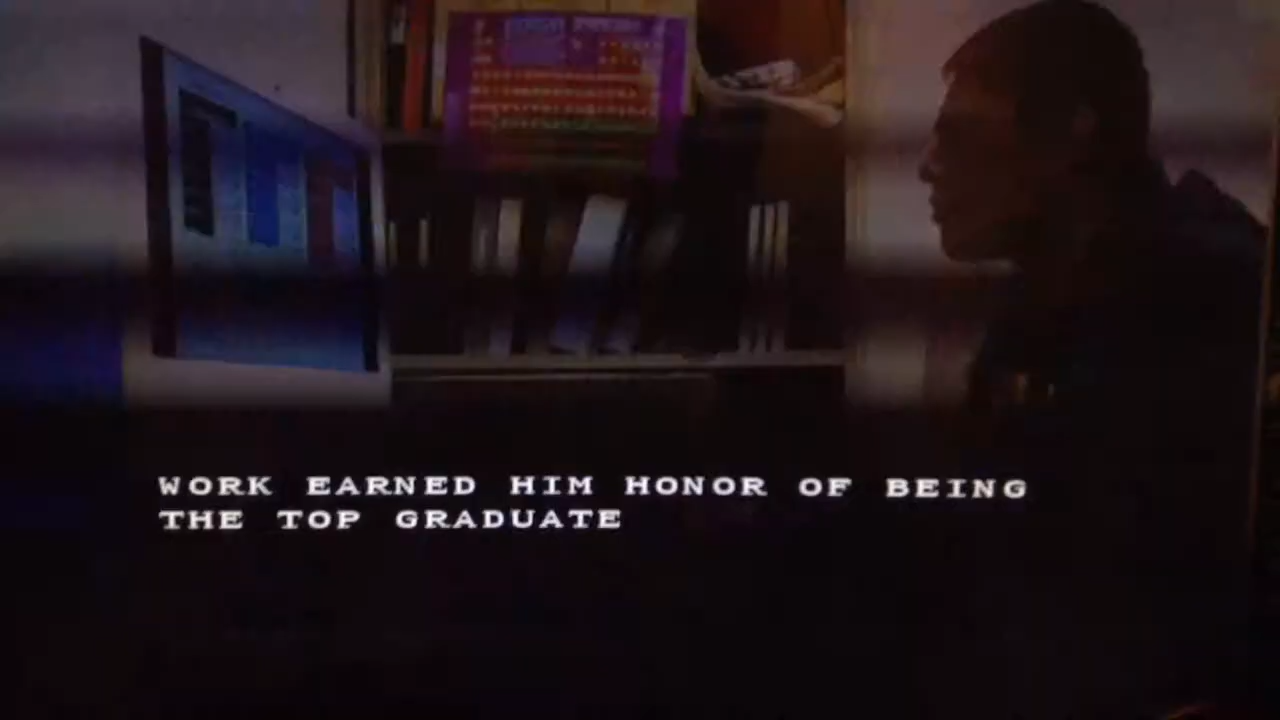 WORK EARNED HIM HONOR OF BEING
THE TOP GRADUATE